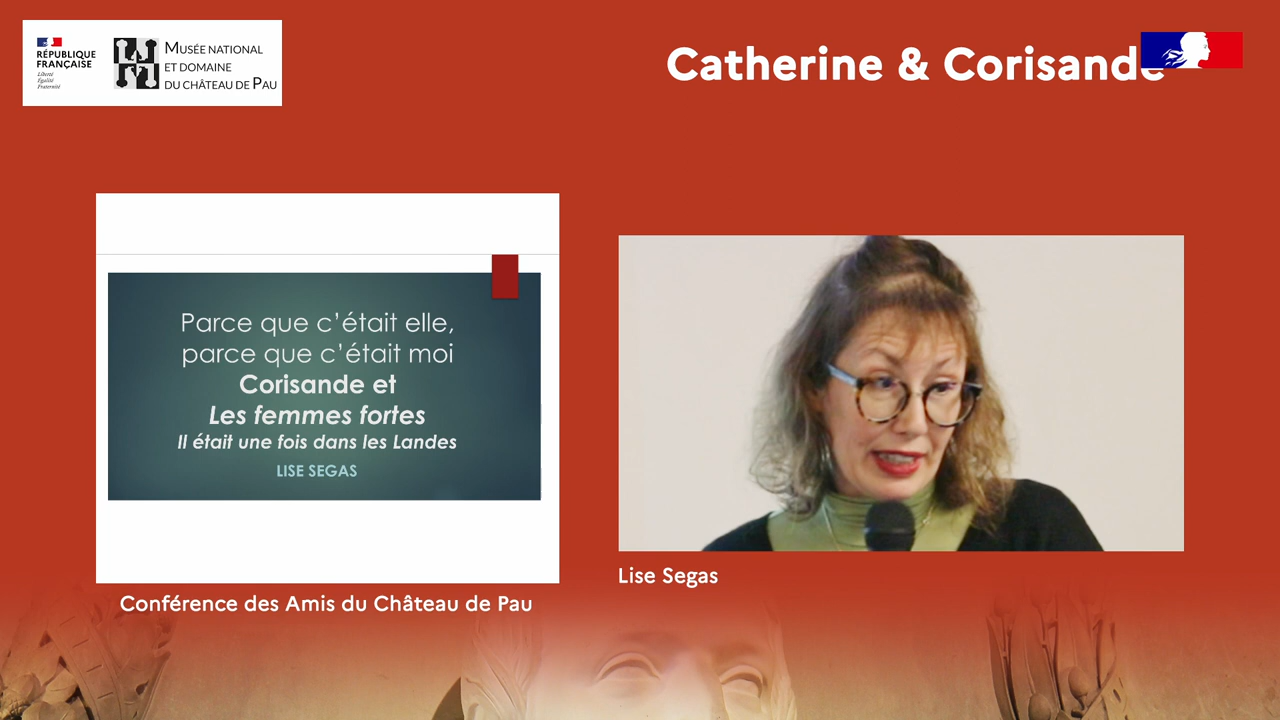 RÉPUBLIQUE
FRANÇAISE
Liberté
Égalité
Fraternité
MUSÉE NATIONAL
ET DOMAINE
DU CHÂTEAU DE PAU
Catherine & Corisande
Parce que c'était elle,
parce que c'était moi
Corisande et
Les femmes fortes
Il était une fois dans les Landes
LISE SEGAS
Lise Segas
Conférence des Amis du Château de Pau